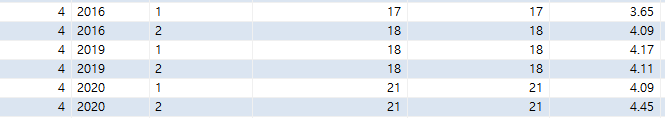 4 2016 1 17 17 3.65
4 2016 2 18 18 4.09
4 2019 1 18 18 4.17
4 2019 2 18 18 4.11
4 2020 1 21 21 4.09
4 2020 2 21 21 4.45